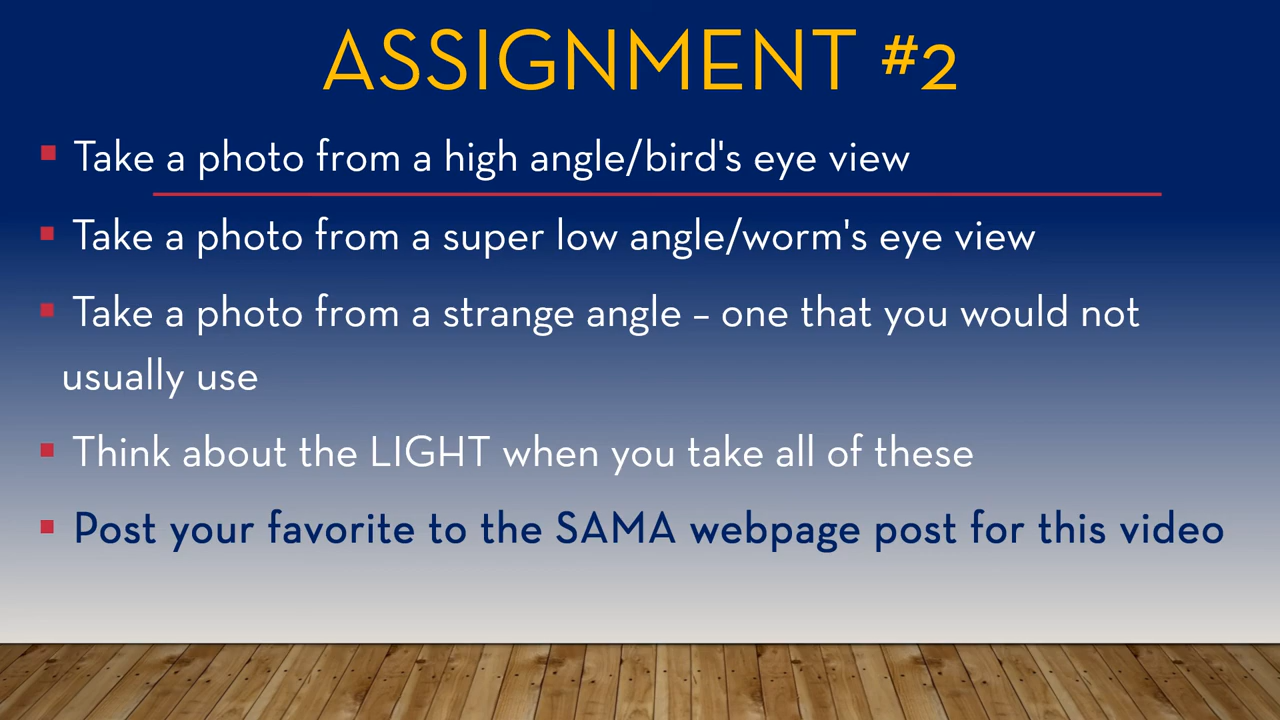 ASSIGNMENT #2
▪ Take a photo from a high angle/bird's eye view
▪ Take a photo from a super low angle/worm's eye view
▪ Take a photo from a strange angle – one that you would not
usually use
▪ Think about the LIGHT when you take all of these
▪ Post your favorite to the SAMA webpage post for this video